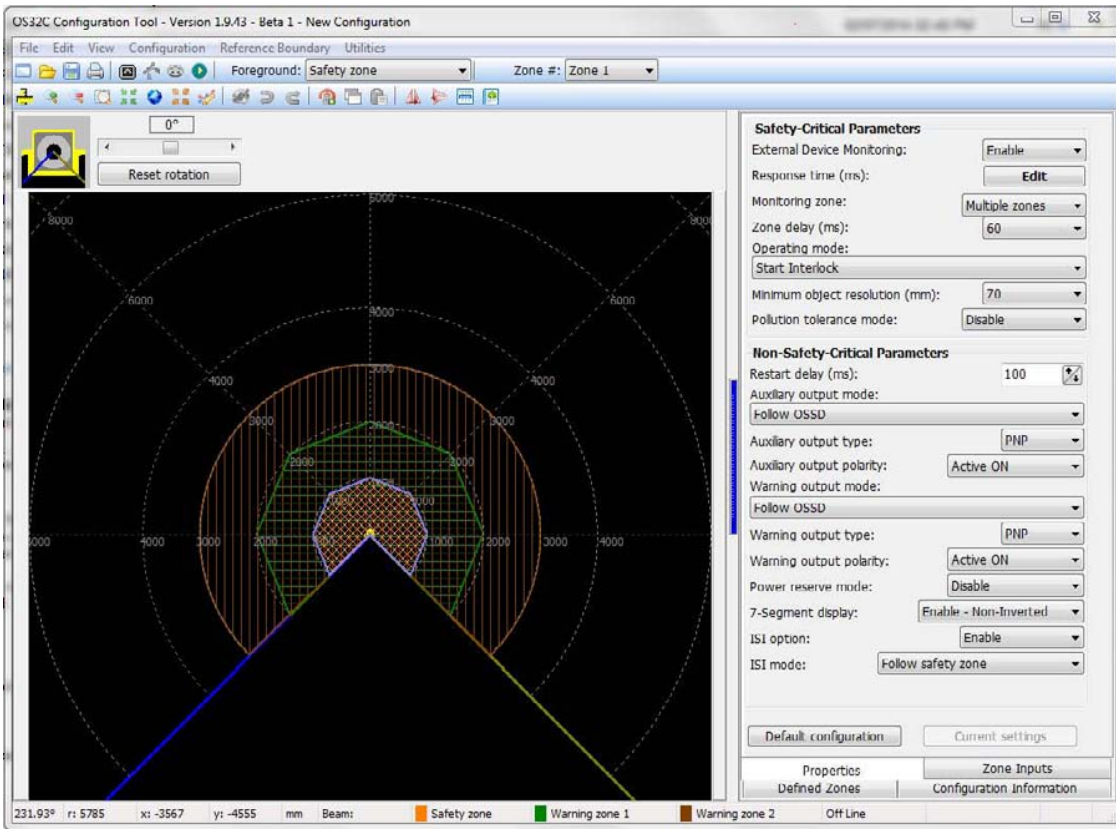 OS32C Configuration Tool - Version 1.9.43 - Beta 1 - New Configuration
File Edit View Configuration Reference Boundary Utilities
Foreground: Safety zone Zone #: Zone 1
0°
Reset rotation
5000
8000
800
6000
6000
4000
3000
4000
4000
3000
3000
2000
2000
2000
1000
4000 3000 2000 2000 3000 4000
Safety-Critical Parameters
External Device Monitoring: Enable
Response time (ms): Edit
Monitoring zone: Multiple zones
Zone delay (ms): 60
Operating mode:
Start Interlock
Minimum object resolution (mm): 70
Pollution tolerance mode: Disable
Non-Safety-Critical Parameters
Restart delay (ms): 100
Auxiliary output mode:
Follow OSSD
Auxiliary output type: PNP
Auxiliary output polarity: Active ON
Warning output mode:
Follow OSSD
Warning output type: PNP
Warning output polarity: Active ON
Power reserve mode: Disable
7-Segment display: Enable - Non-Inverted
ISI option: Enable
ISI mode: Follow safety zone
Default configuration Current settings
Properties Zone Inputs
Defined Zones Configuration Information
231.93° r: 5785 x: -3567 y: -4555 mm Beam: Safety zone Warning zone 1 Warning zone 2 Off Line